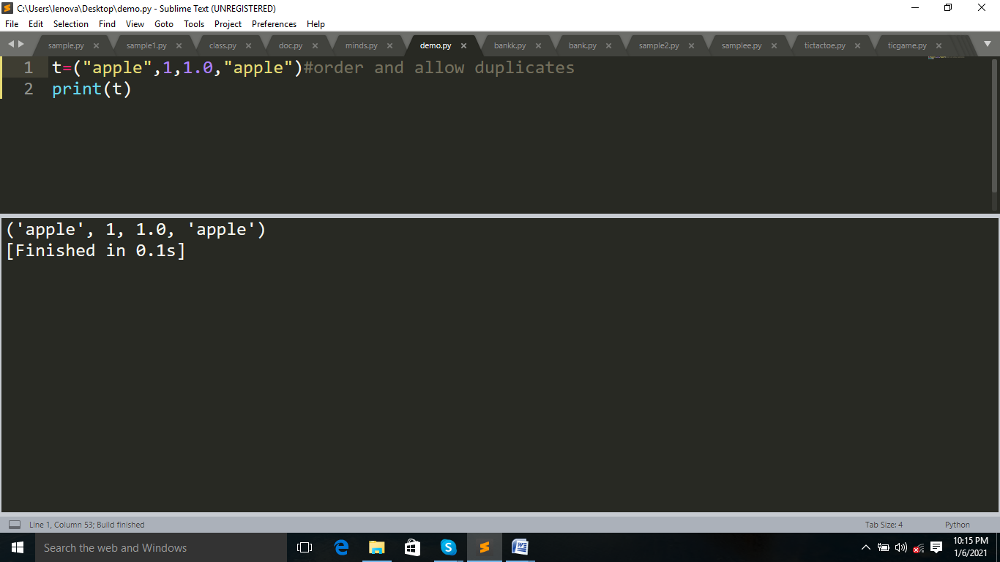 C:\Users\lenova\Desktop\demo.py - Sublime Text (UNREGISTERED)
File Edit Selection Find View Goto Tools Project Preferences Help
sample.py sample1.py class.py doc.py minds.py demo.py bankk.py bank.py sample2.py samplee.py tictactoe.py ticgame.py
1 t=("apple",1,1.0,"apple")#order and allow duplicates
2 print(t)
('apple', 1, 1.0, 'apple')
[Finished in 0.1s]
Line 1, Column 53; Build finished Tab Size: 4 Python
Search the web and Windows
10:15 PM
1/6/2021